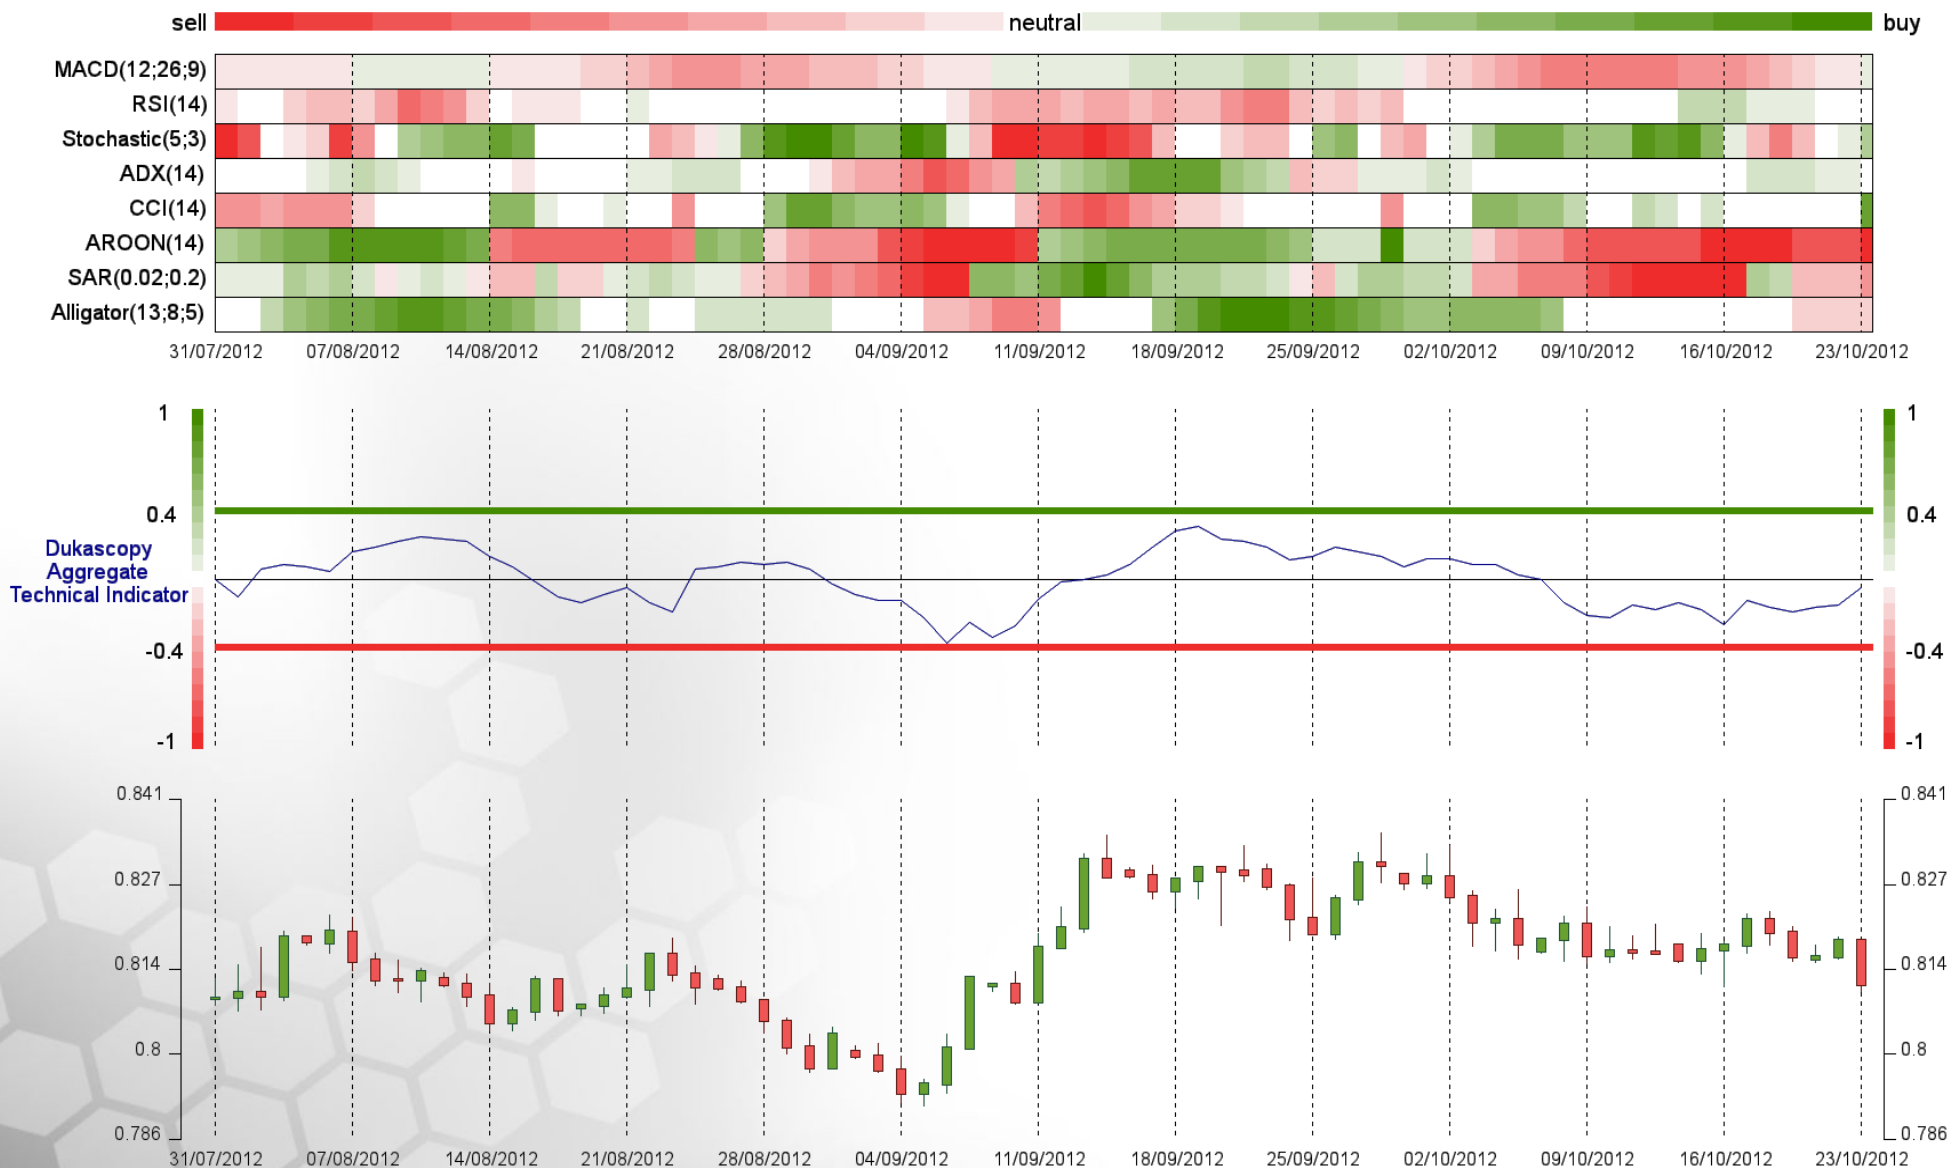 sell neutral buy
MACD(12;26;9)
RSI(14)
Stochastic(5;3)
ADX(14)
CCI(14)
AROON(14)
SAR(0.02;0.2)
Alligator(13;8;5)
31/07/2012 07/08/2012 14/08/2012 21/08/2012 28/08/2012 04/09/2012 11/09/2012 18/09/2012 25/09/2012 02/10/2012 09/10/2012 16/10/2012 23/10/2012
1 1
0.4 0.4
Dukascopy
Aggregate
Technical Indicator
-0.4 -0.4
-1 -1
0.841 0.841
0.827 0.827
0.814 0.814
0.8 0.8
0.786 0.786
31/07/2012 07/08/2012 14/08/2012 21/08/2012 28/08/2012 04/09/2012 11/09/2012 18/09/2012 25/09/2012 02/10/2012 09/10/2012 16/10/2012 23/10/2012